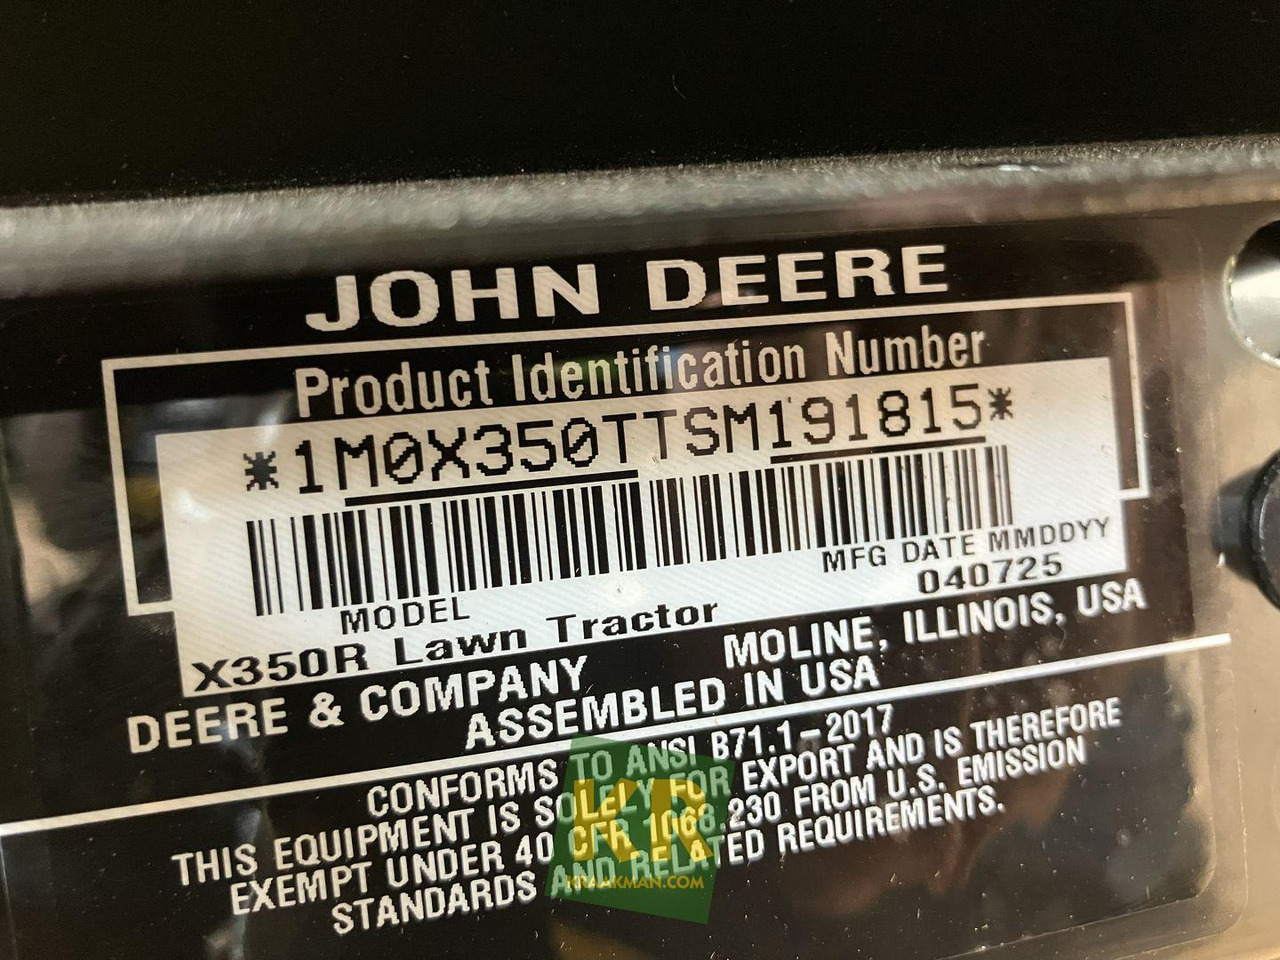 JOHN DEERE
Product Identification Number
*1M0X350TTSM191815*
MFG DATE MMDDYY
040725
MODEL
X350R Lawn Tractor
DEERE & COMPANY MOLINE, ILLINOIS, USA
ASSEMBLED IN USA
CONFORMS TO ANSI B71.1-2017
THIS EQUIPMENT IS SOLELY FOR EXPORT AND IS THEREFORE
EXEMPT UNDER 40 CFR 1068.230 FROM U.S. EMISSION
STANDARDS AND RELATED REQUIREMENTS.
KR
KRAAKMAN.COM